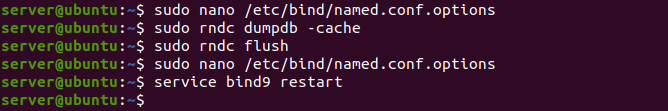 server@ubuntu:~$ sudo nano /etc/bind/named.conf.options
server@ubuntu:~$ sudo rndc dumpdb -cache
server@ubuntu:~$ sudo rndc flush
server@ubuntu:~$ sudo nano /etc/bind/named.conf.options
server@ubuntu:~$ service bind9 restart
server@ubuntu:~$